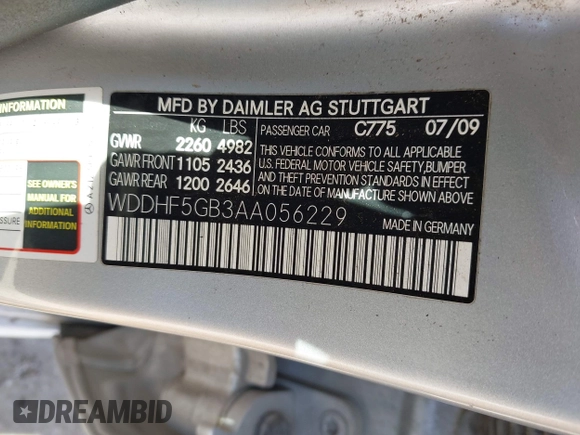 INFORMATION
SEE OWNER'S
MANUAL FOR
ADDITIONAL
INFORMATION
MFD BY DAIMLER AG STUTTGART
KG LBS
GVWR 2260 4982
GAWR FRONT 1105 2436
GAWR REAR 1200 2646
PASSENGER CAR C775 07/09
THIS VEHICLE CONFORMS TO ALL APPLICABLE
U.S. FEDERAL MOTOR VEHICLE SAFETY, BUMPER
AND THEFT PREVENTION STANDARDS IN EFFECT
ON THE DATE OF MANUFACTURE SHOWN ABOVE.
WDDHF5GB3AA056229
MADE IN GERMANY
DREAMBID